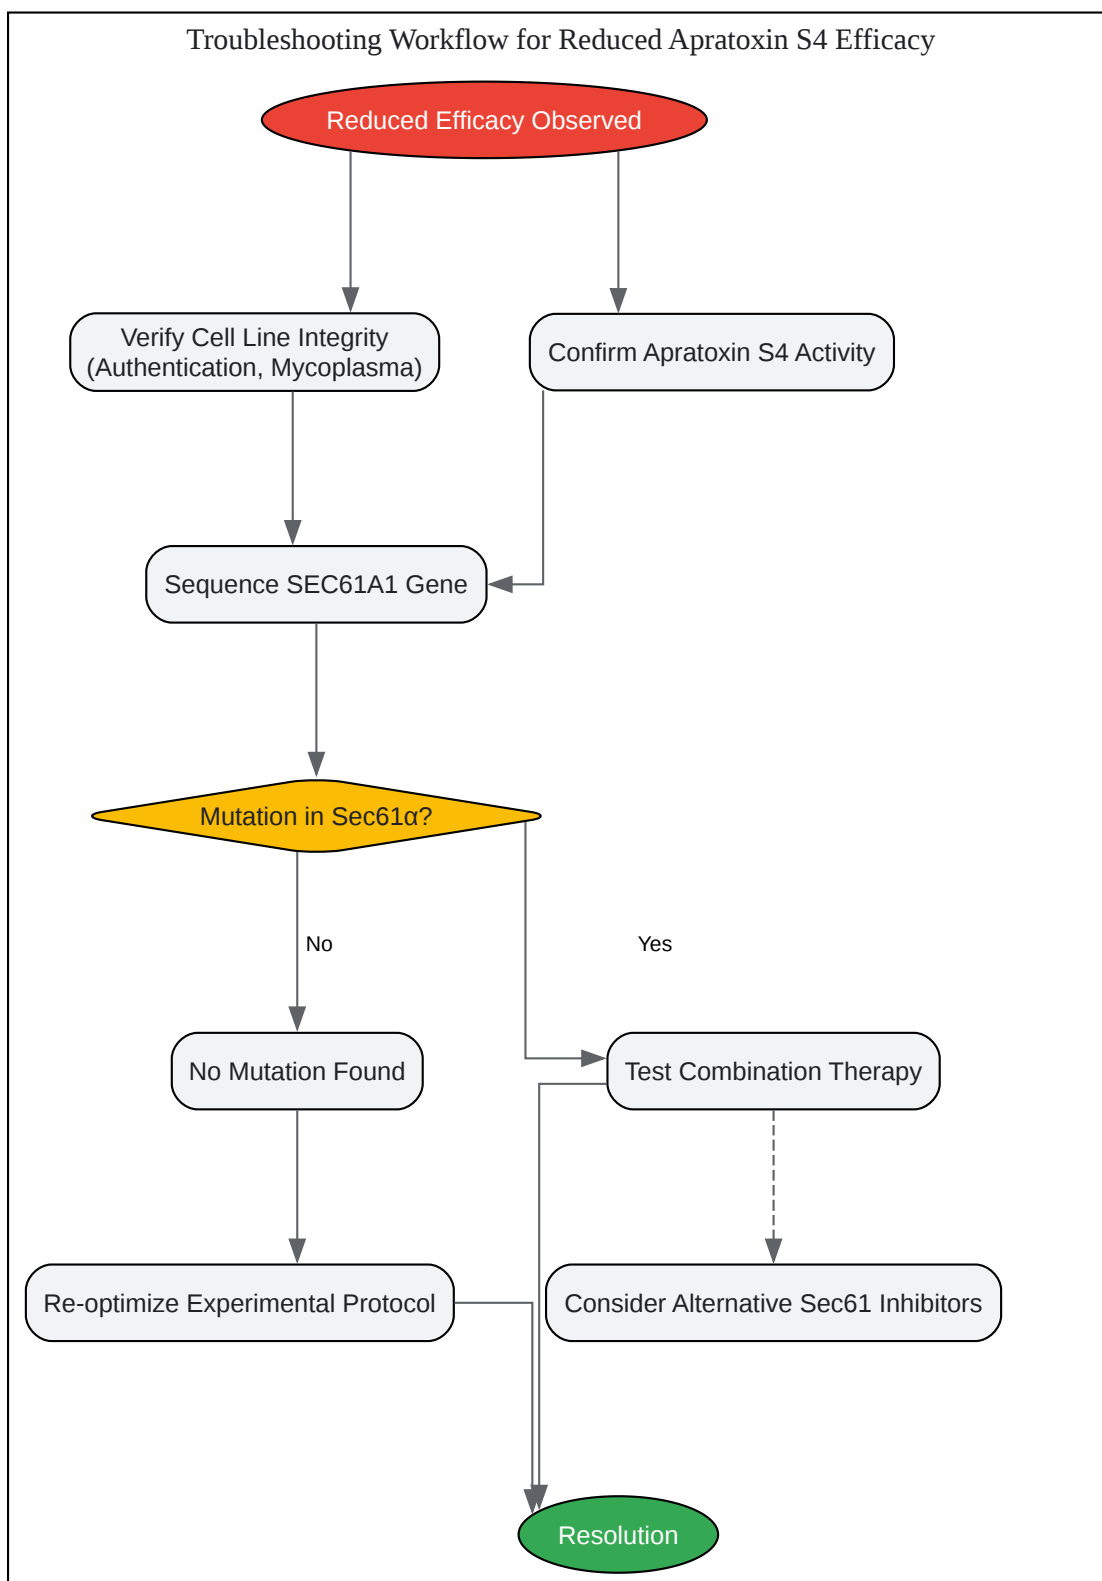 Troubleshooting Workflow for Reduced Apratoxin S4 Efficacy
Reduced Efficacy Observed
Verify Cell Line Integrity
(Authentication, Mycoplasma)
Confirm Apratoxin S4 Activity
Sequence SEC61A1 Gene
Mutation in Sec61α?
No
Yes
No Mutation Found
Test Combination Therapy
Re-optimize Experimental Protocol
Consider Alternative Sec61 Inhibitors
Resolution